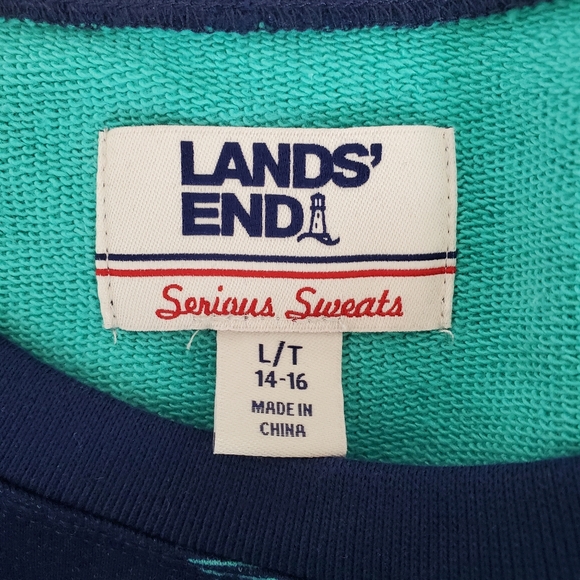 LANDS'
END
Serious Sweats
L/T
14-16
MADE IN
CHINA